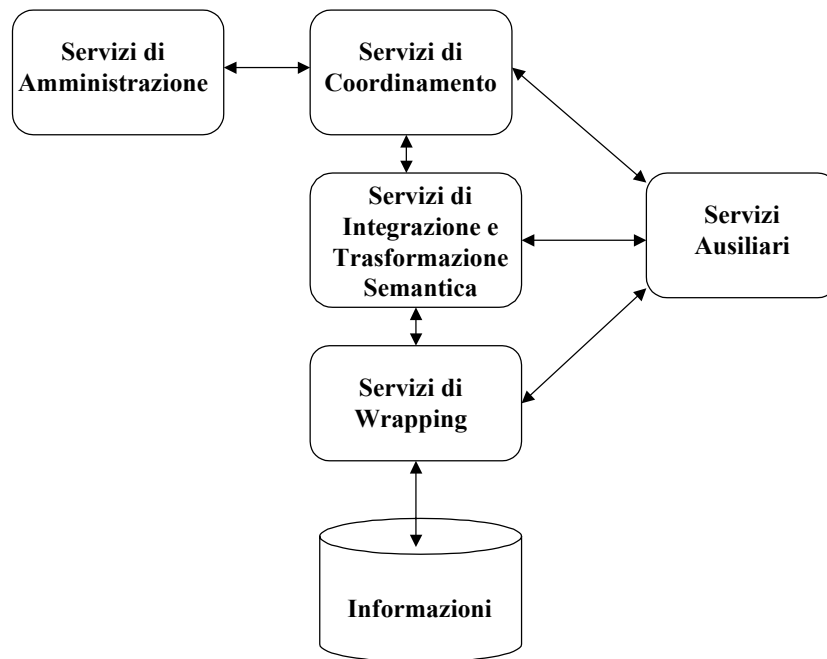 Servizi di
Amministrazione
Servizi di
Coordinamento
Servizi di
Integrazione e
Trasformazione
Semantica
Servizi
Ausiliari
Servizi di
Wrapping
Informazioni